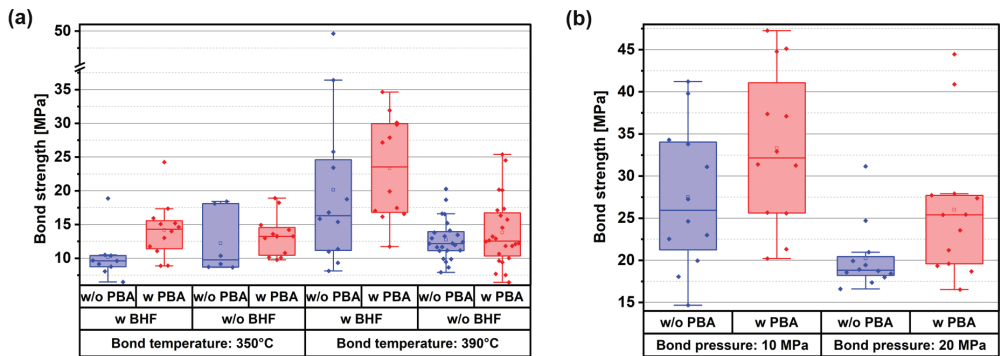 (a)
Bond strength [MPa]
50
35
30
25
20
15
10
w/o PBA w PBA w/o PBA w PBA w/o PBA w PBA w/o PBA w PBA
w BHF w/o BHF w BHF w/o BHF
Bond temperature: 350°C Bond temperature: 390°C
(b)
Bond strength [MPa]
45
40
35
30
25
20
15
w/o PBA w PBA w/o PBA w PBA
Bond pressure: 10 MPa Bond pressure: 20 MPa